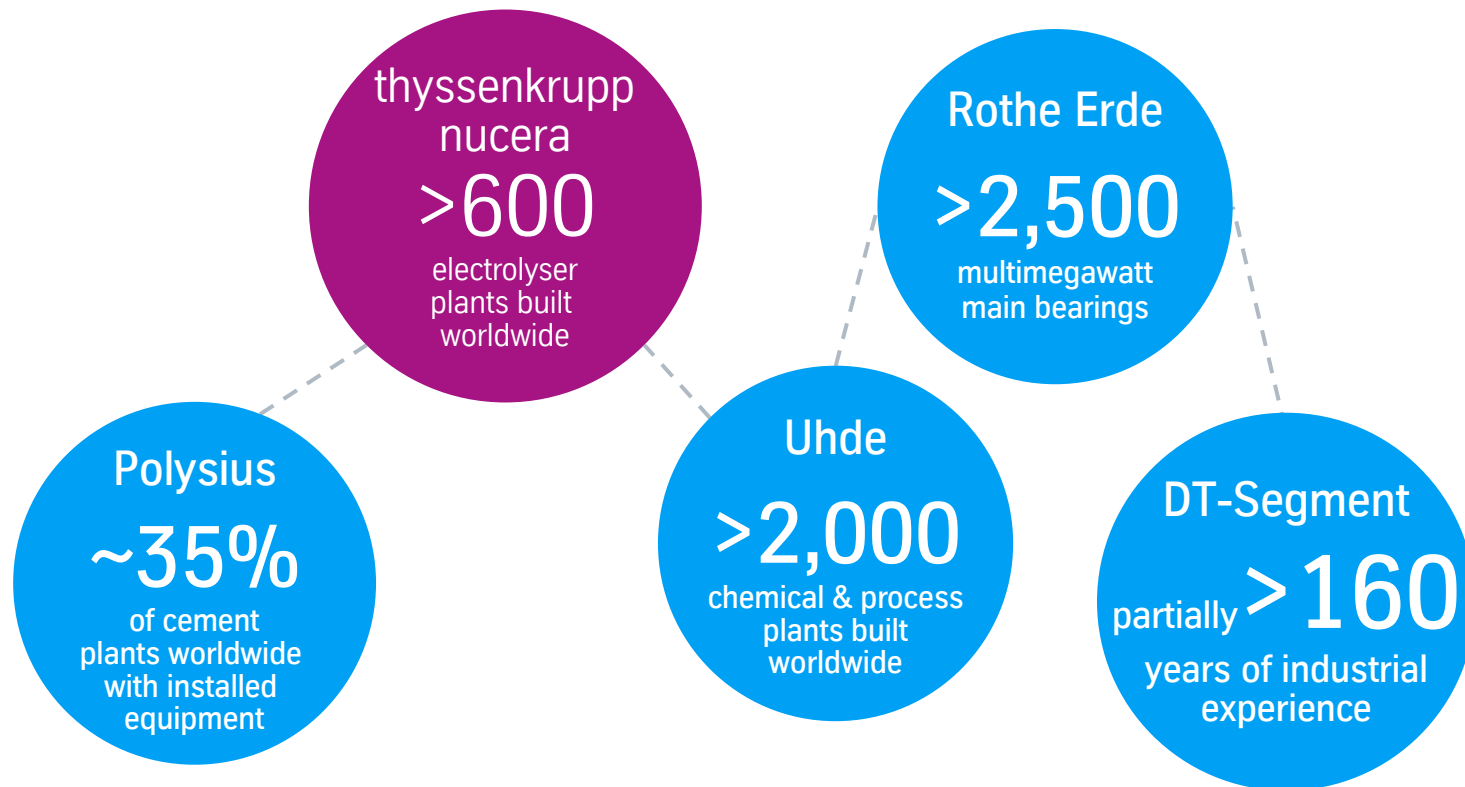 thyssenkrupp
nucera
>600
electrolyser
plants built
worldwide
Rothe Erde
>2,500
multimegawatt
main bearings
Polysius
~35%
of cement
plants worldwide
with installed
equipment
Uhde
>2,000
chemical & process
plants built
worldwide
DT-Segment
partially >160
years of industrial
experience